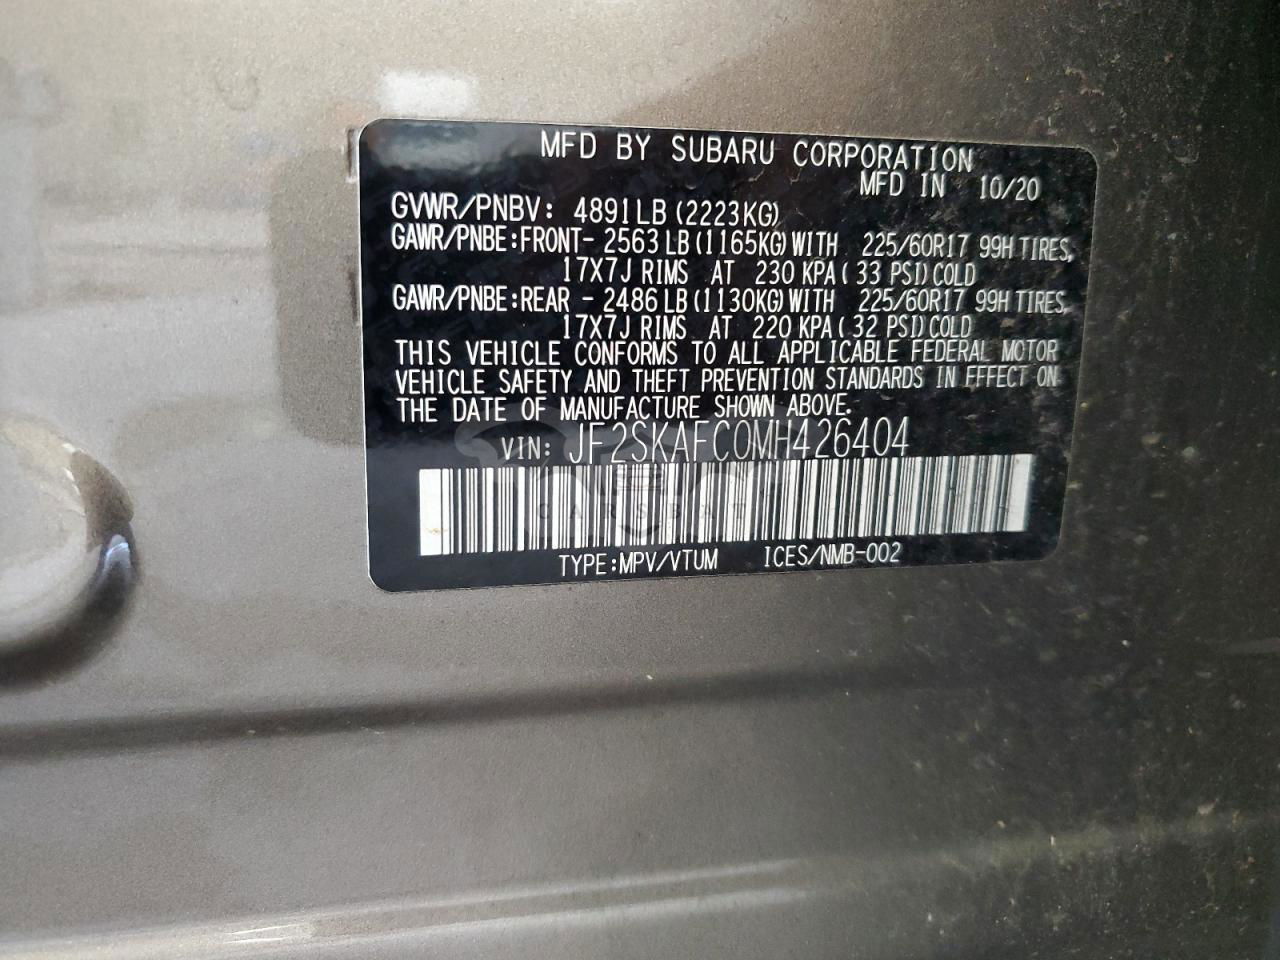 MFD BY SUBARU CORPORATION
MFD IN 10/20
GVWR/PNBV: 4891LB (2223KG)
GAWR/PNBE:FRONT- 2563 LB (1165KG) WITH 225/60R17 99H TIRES,
17X7J RIMS AT 230 KPA ( 33 PSI) COLD
GAWR/PNBE:REAR - 2486 LB (1130KG) WITH 225/60R17 99H TIRES,
17X7J RIMS AT 220 KPA ( 32 PSI) COLD
THIS VEHICLE CONFORMS TO ALL APPLICABLE FEDERAL MOTOR
VEHICLE SAFETY AND THEFT PREVENTION STANDARDS IN EFFECT ON
THE DATE OF MANUFACTURE SHOWN ABOVE.
VIN: JF2SKAFC0MH426404
CARSBAT
TYPE:MPV/VTUM ICES/NMB-002